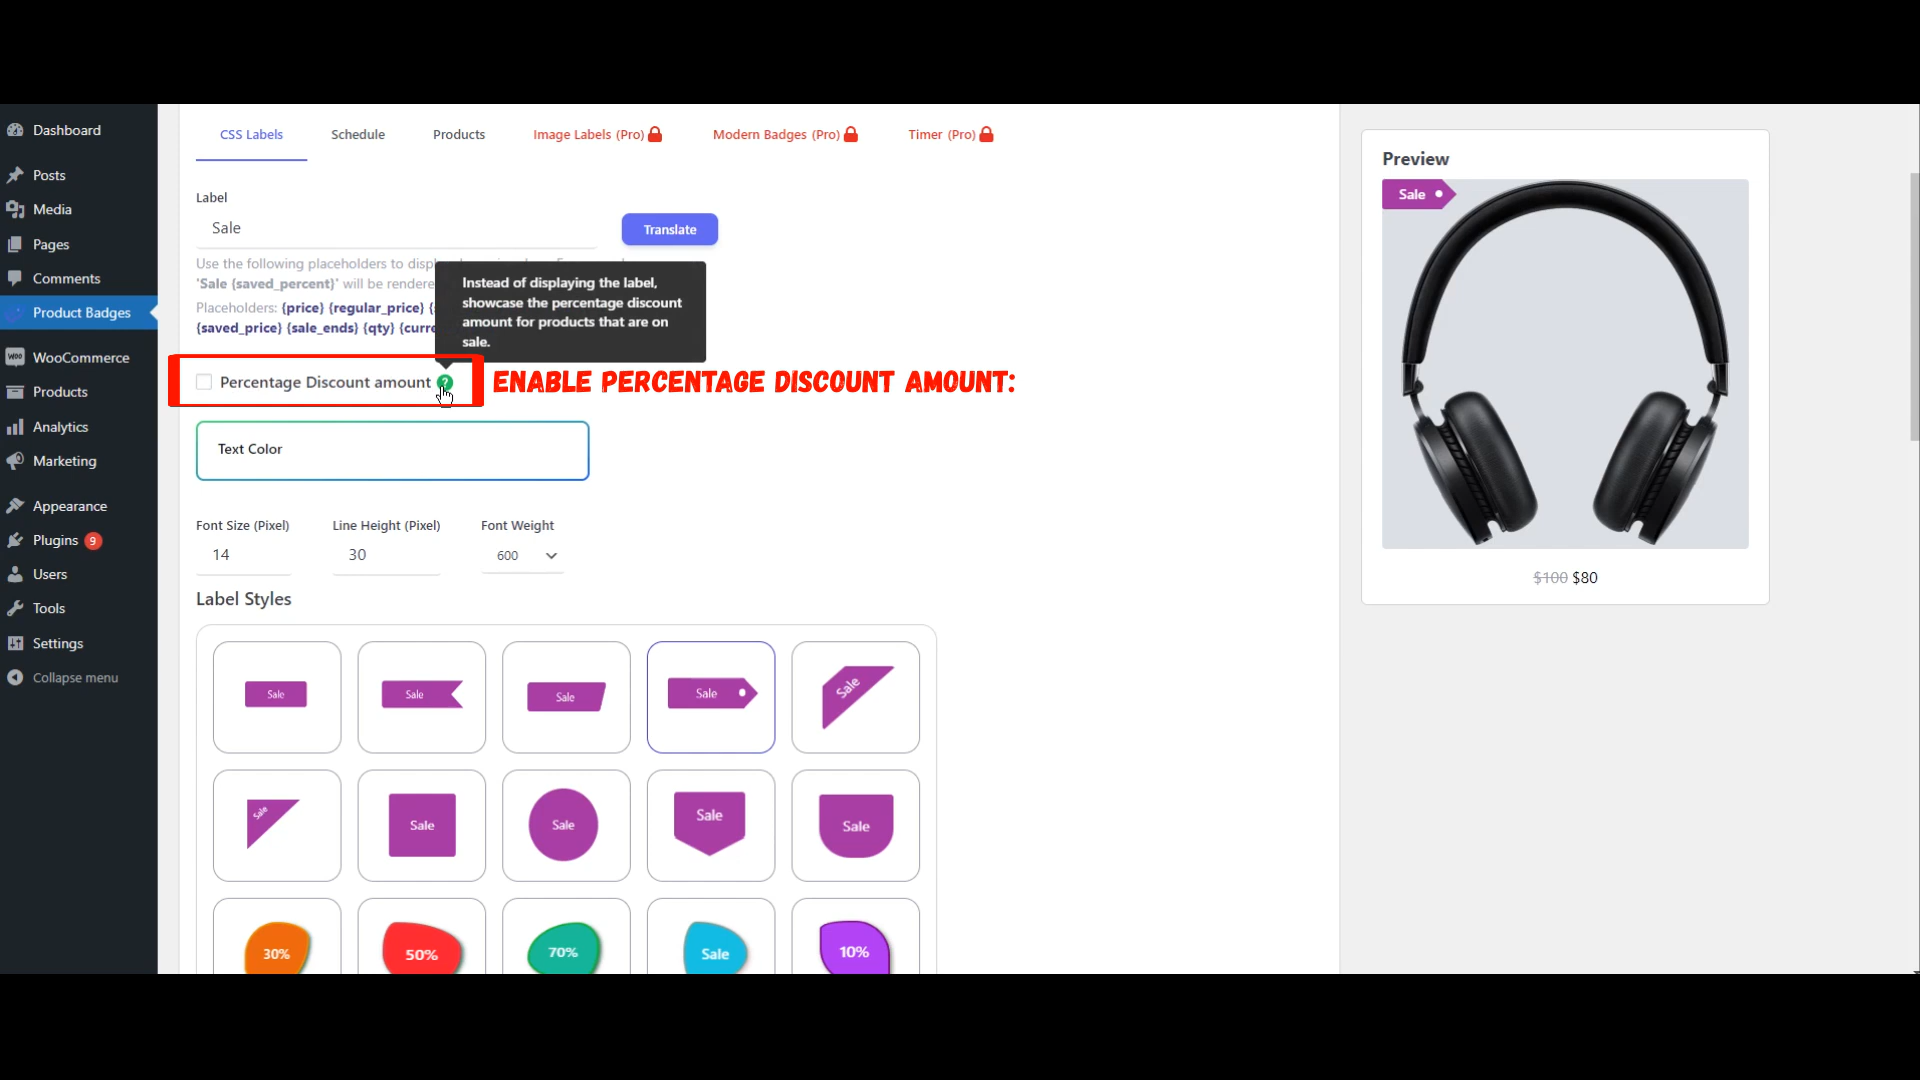 Dashboard
Posts
Media
Pages
Comments
Product Badges
WooCommerce
Products
Analytics
Marketing
Appearance
Plugins 9
Users
Tools
Settings
Collapse menu
CSS Labels Schedule Products Image Labels (Pro) Modern Badges (Pro) Timer (Pro)
Label
Sale
Translate
Use the following placeholders to
'Sale {saved_percent}' will be
Placeholders: {price} {regular_price}
{saved_price} {sale_ends} {qty}
Instead of displaying the label,
showcase the percentage discount
amount for products that are on
sale.
Percentage Discount amount ?
ENABLE PERCENTAGE DISCOUNT AMOUNT:
Text Color
Font Size (Pixel) Line Height (Pixel) Font Weight
14 30 600
Label Styles
Sale Sale Sale Sale Sale
Sale Sale Sale Sale Sale
30% 50% 70% Sale 10%
Preview
Sale
$100 $80